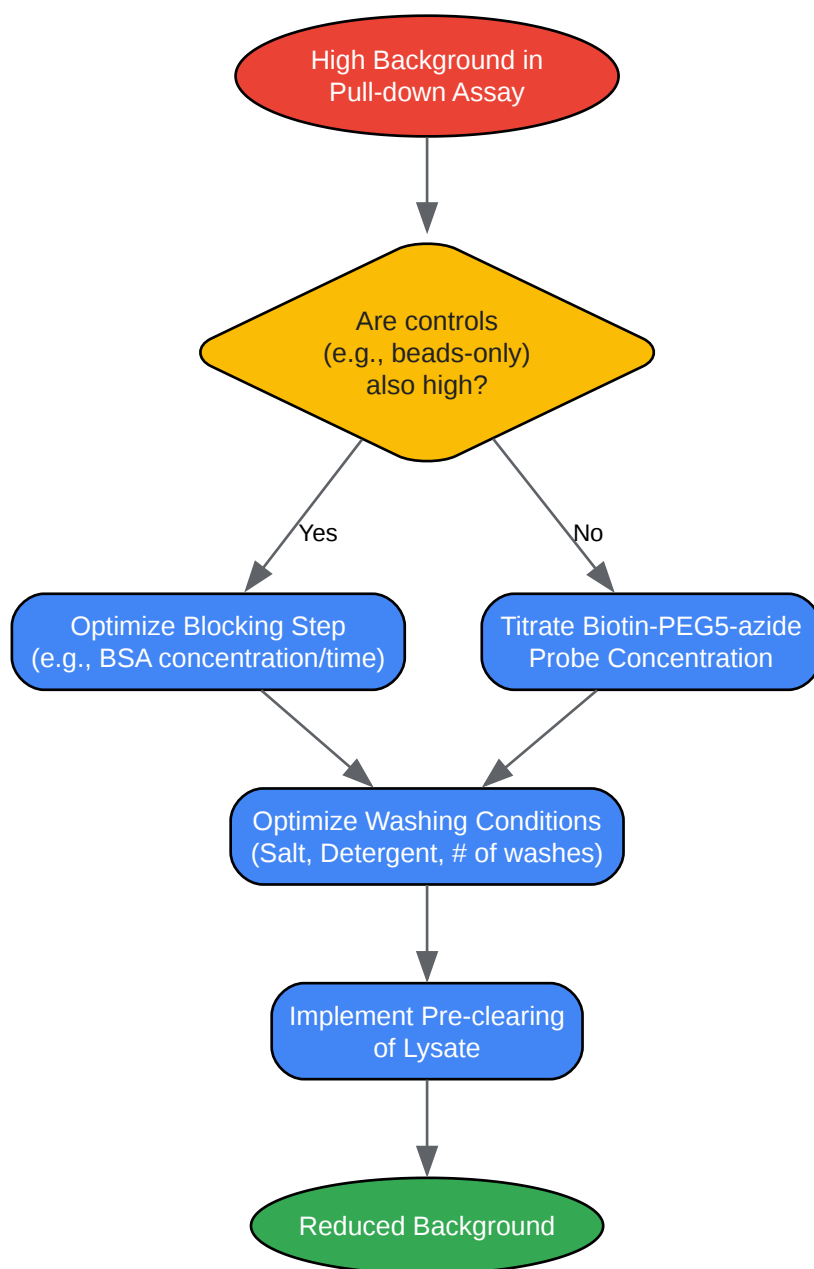 High Background in
Pull-down Assay
Are controls
(e.g., beads-only)
also high?
Yes
No
Optimize Blocking Step
(e.g., BSA concentration/time)
Titrate Biotin-PEG5-azide
Probe Concentration
Optimize Washing Conditions
(Salt, Detergent, # of washes)
Implement Pre-clearing
of Lysate
Reduced Background